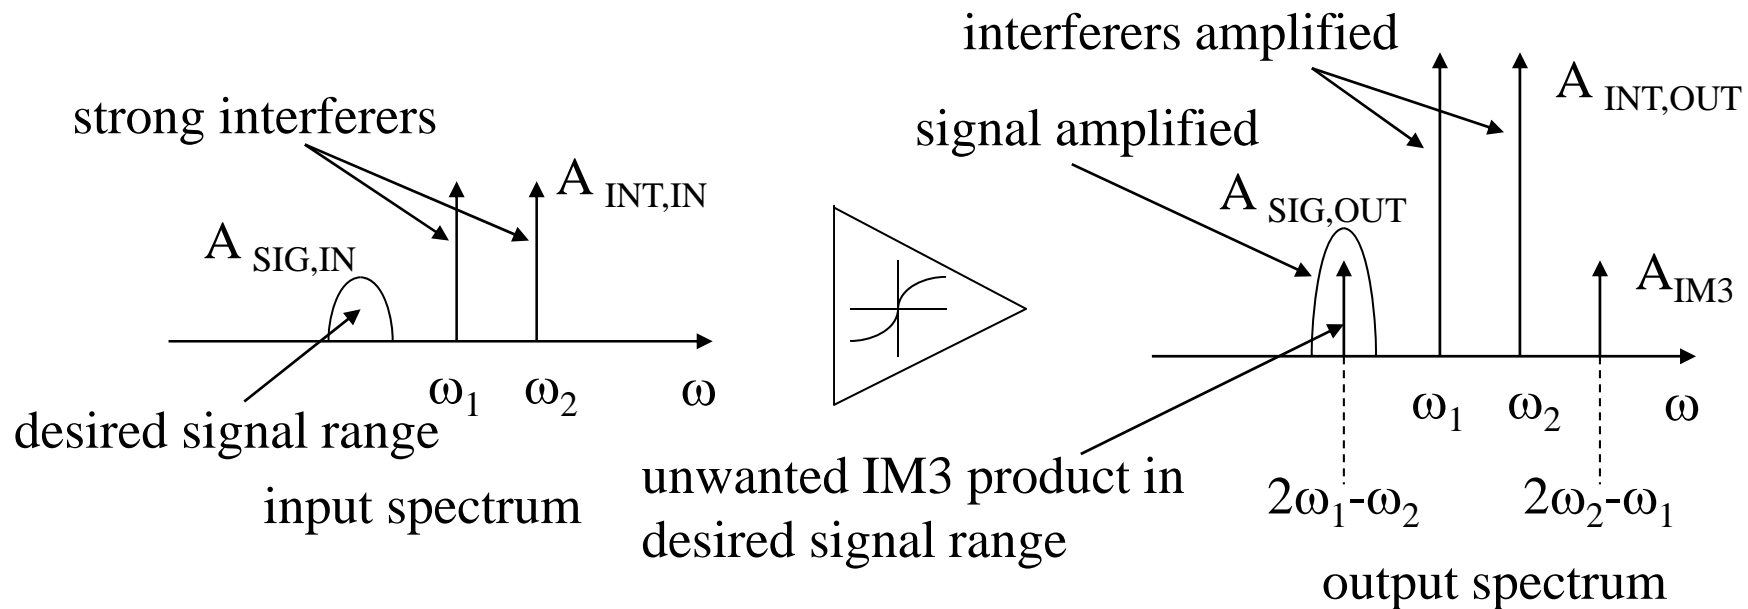 interferers amplified
A INT,OUT
strong interferers
signal amplified
A INT,IN
A SIG,OUT
A SIG,IN
AIM3
ω1 ω2 ω
ω1 ω2 ω
desired signal range
input spectrum
unwanted IM3 product in
desired signal range
2ω1-ω2 2ω2-ω1
output spectrum